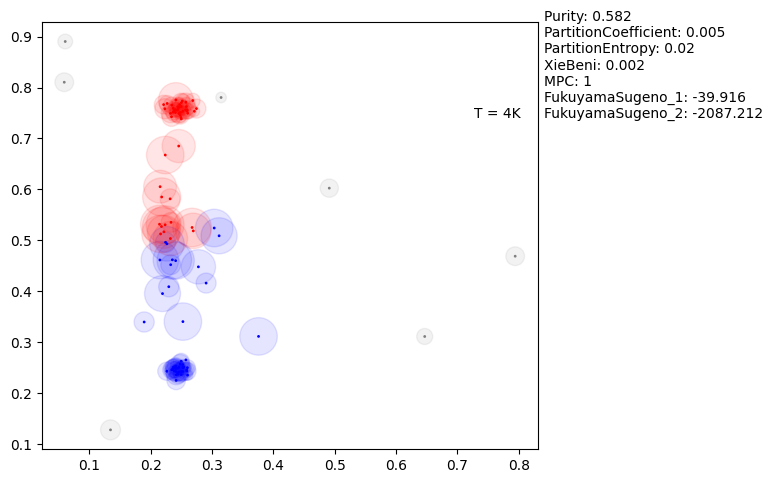 Purity: 0.582
PartitionCoefficient: 0.005
PartitionEntropy: 0.02
XieBeni: 0.002
MPC: 1
FukuyamaSugeno_1: -39.916
FukuyamaSugeno_2: -2087.212
T = 4K
0.9
0.8
0.7
0.6
0.5
0.4
0.3
0.2
0.1
0.1 0.2 0.3 0.4 0.5 0.6 0.7 0.8